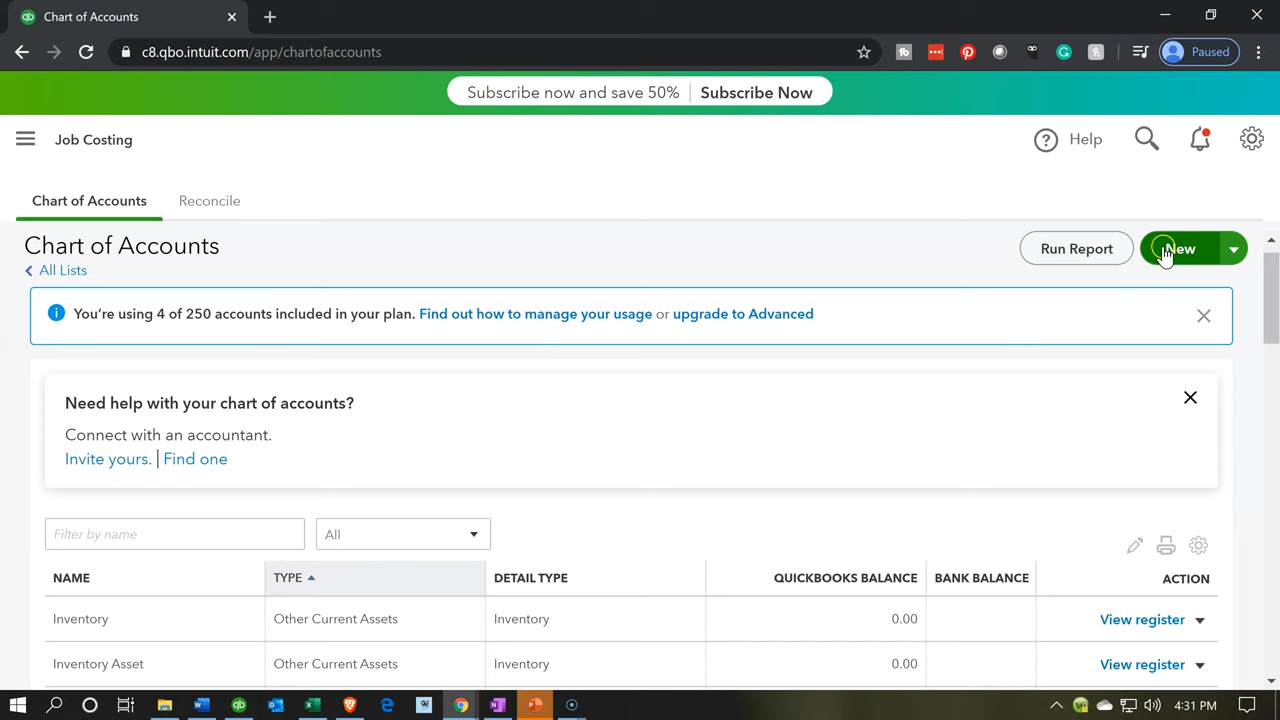 Chart of Accounts
c8.qbo.intuit.com/app/chartofaccounts
Paused
Subscribe now and save 50% Subscribe Now
Job Costing
Help
Chart of Accounts Reconcile
Chart of Accounts
Run Report New
All Lists
You're using 4 of 250 accounts included in your plan. Find out how to manage your usage or upgrade to Advanced
Need help with your chart of accounts?
Connect with an accountant.
Invite yours. | Find one
Filter by name All
NAME TYPE DETAIL TYPE QUICKBOOKS BALANCE BANK BALANCE ACTION
Inventory Other Current Assets Inventory 0.00 View register
Inventory Asset Other Current Assets Inventory 0.00 View register
4:31 PM